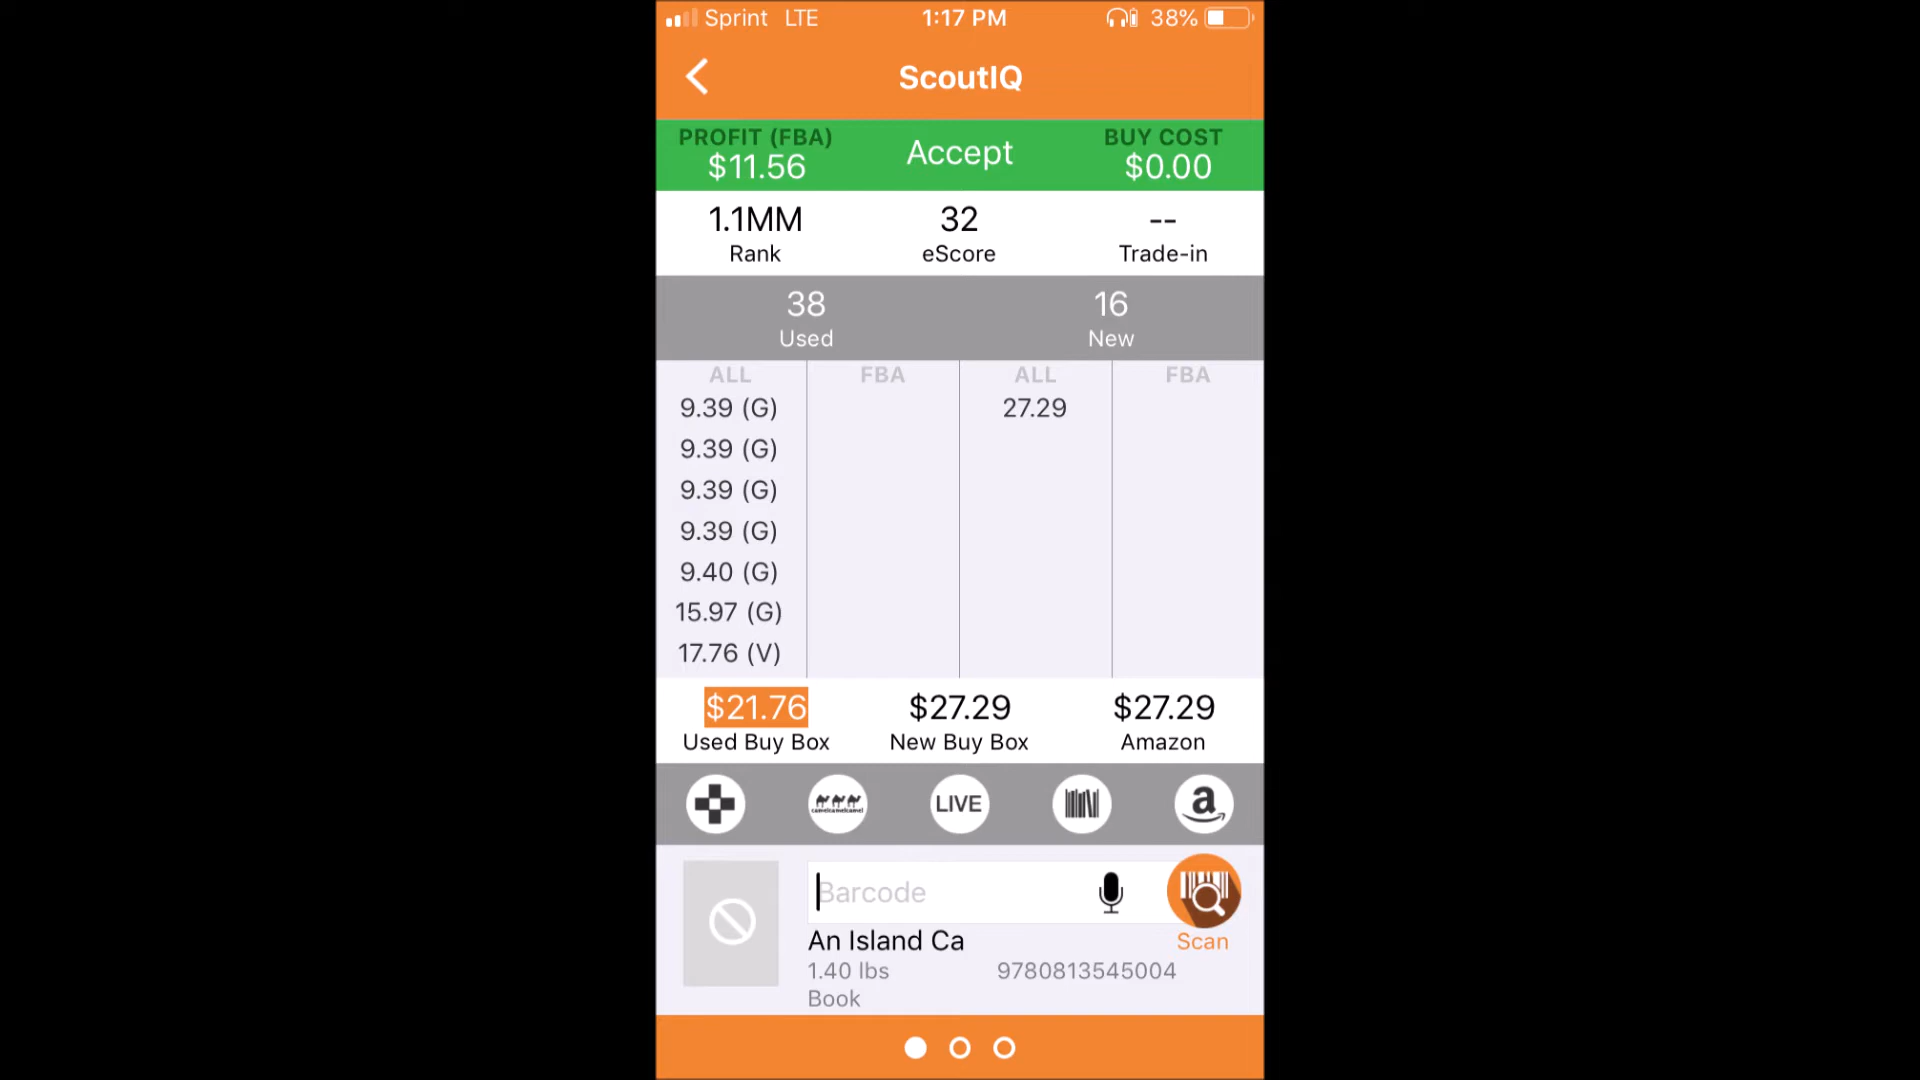 Sprint LTE 1:17 PM 38%
ScoutIQ
PROFIT (FBA) Accept BUY COST
$11.56 $0.00
1.1MM 32 --
Rank eScore Trade-in
38 16
Used New
ALL FBA ALL FBA
9.39 (G) 27.29
9.39 (G)
9.39 (G)
9.39 (G)
9.40 (G)
15.97 (G)
17.76 (V)
$21.76 $27.29 $27.29
Used Buy Box New Buy Box Amazon
camelcamelcamel LIVE a
Barcode
An Island Ca Scan
1.40 lbs 9780813545004
Book